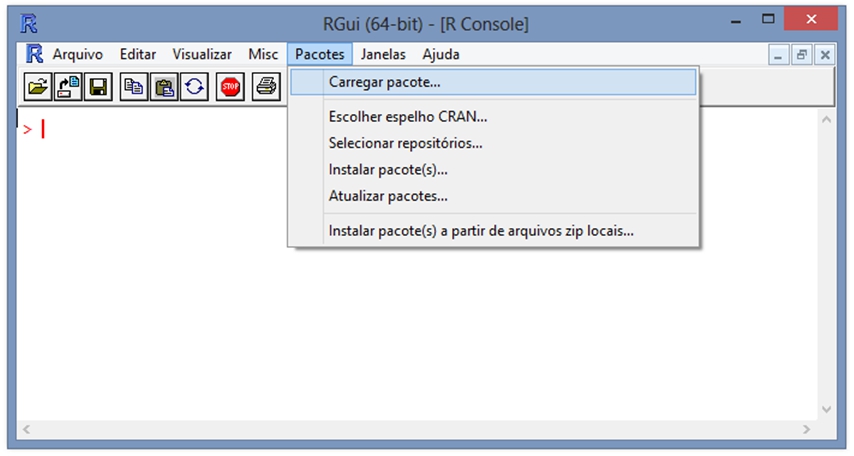 RGui (64-bit) - [R Console]
Arquivo Editar Visualizar Misc Pacotes Janelas Ajuda
STOP
Carregar pacote...
Escolher espelho CRAN...
Selecionar repositórios...
Instalar pacote(s)...
Atualizar pacotes...
Instalar pacote(s) a partir de arquivos zip locais...
>